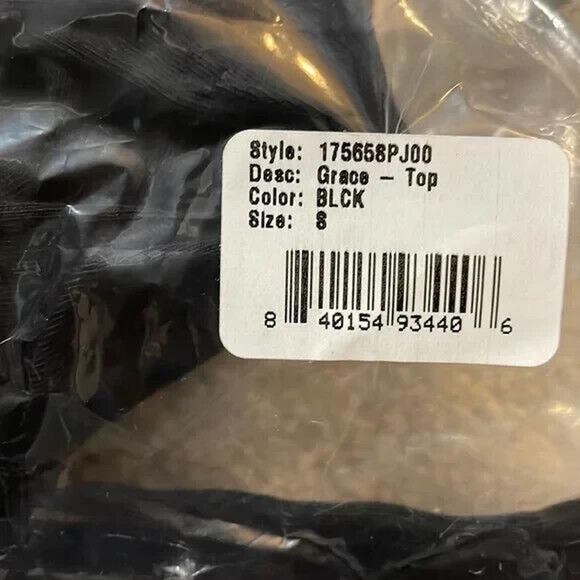 Style: 175658PJ00
Desc: Grace - Top
Color: BLCK
Size: S
8 40154 93440 6